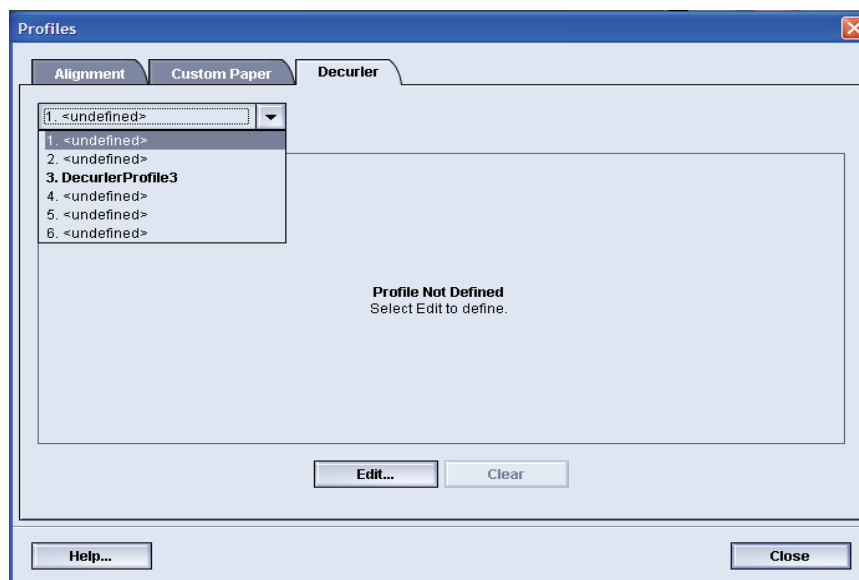 Profiles
Alignment
Custom Paper
Decurler
1. <undefined>
1. <undefined>
2. <undefined>
3. DecurlerProfile3
4. <undefined>
5. <undefined>
6. <undefined>
Profile Not Defined
Select Edit to define.
Edit...
Clear
Help...
Close